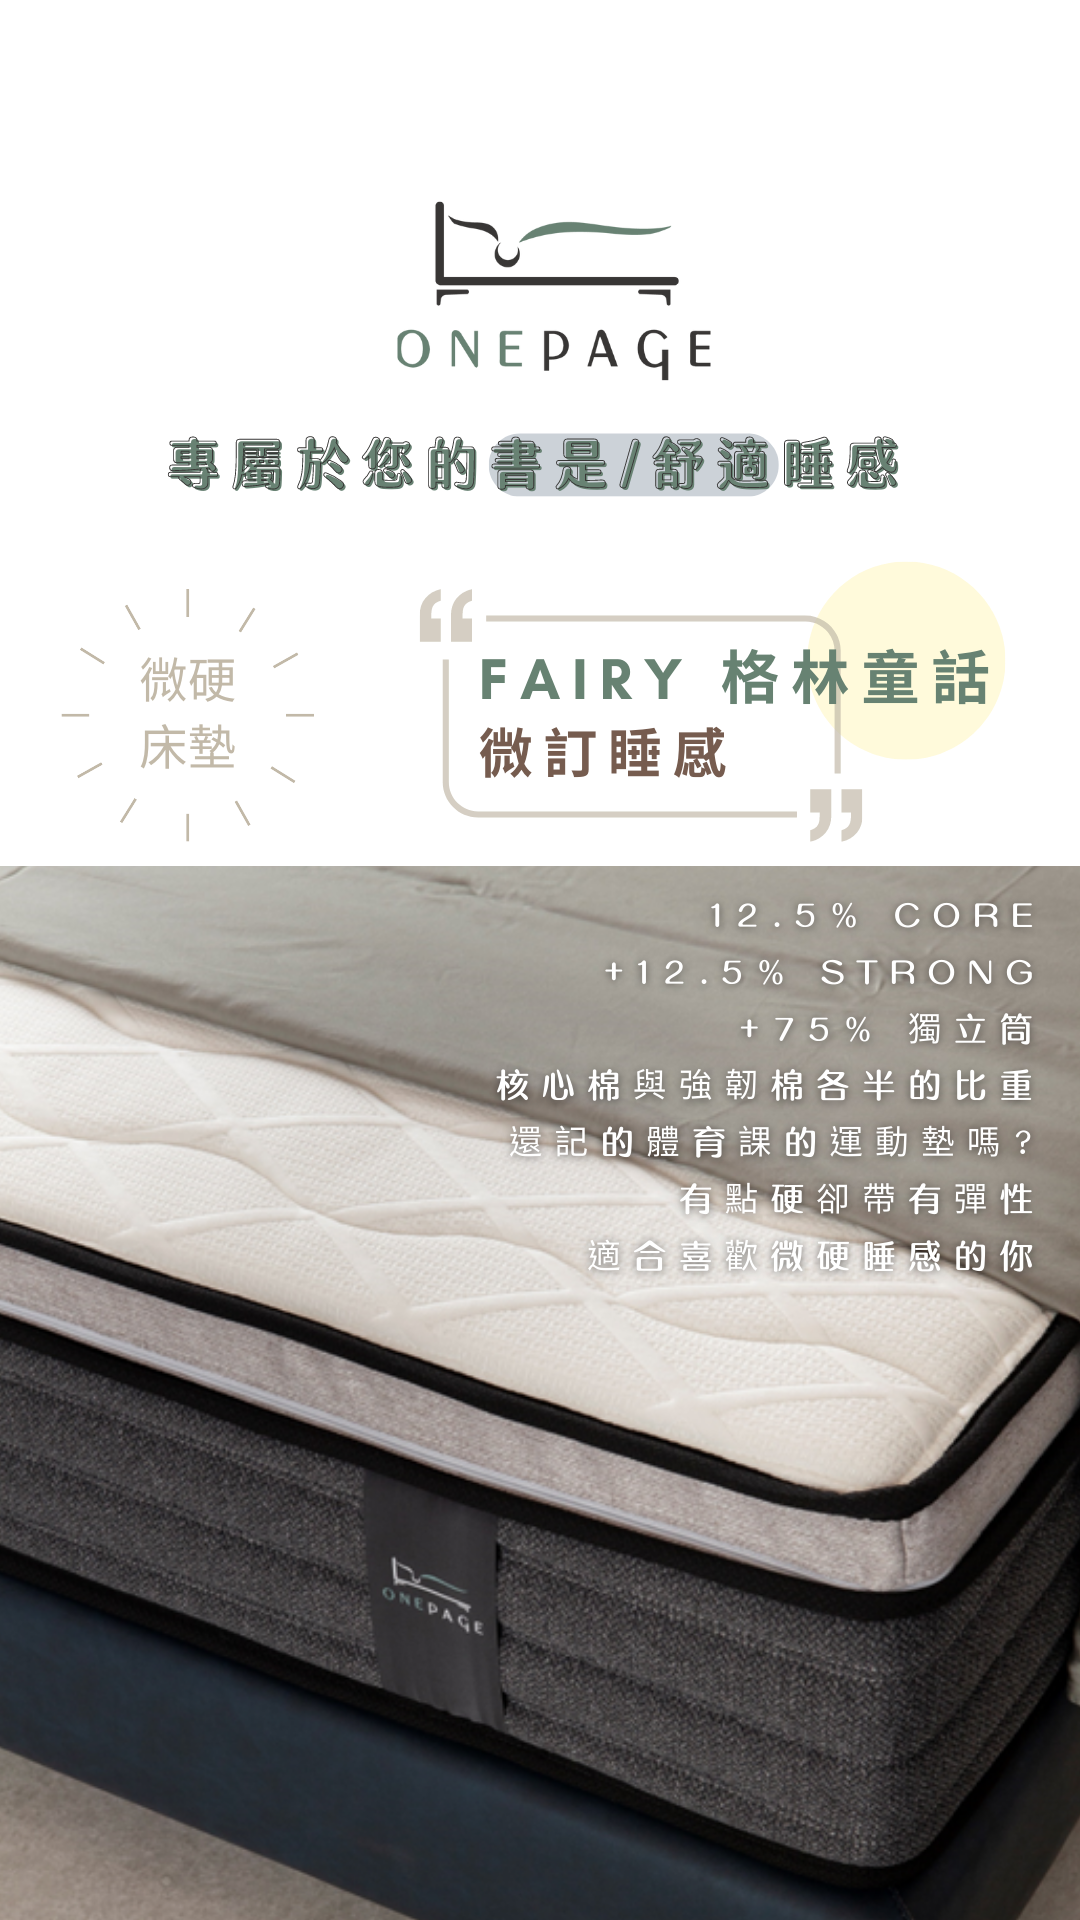 ONEPAGE
專屬於您的書是/舒適睡感
微硬
床墊
FAIRY 格林童話
微訂睡感
12.5% CORE
+12.5% STRONG
+75% 獨立筒
核心棉與強韌棉各半的比重
還記的體育課的運動墊嗎?
有點硬卻帶有彈性
適合喜歡微硬睡感的你
ONEPAGE